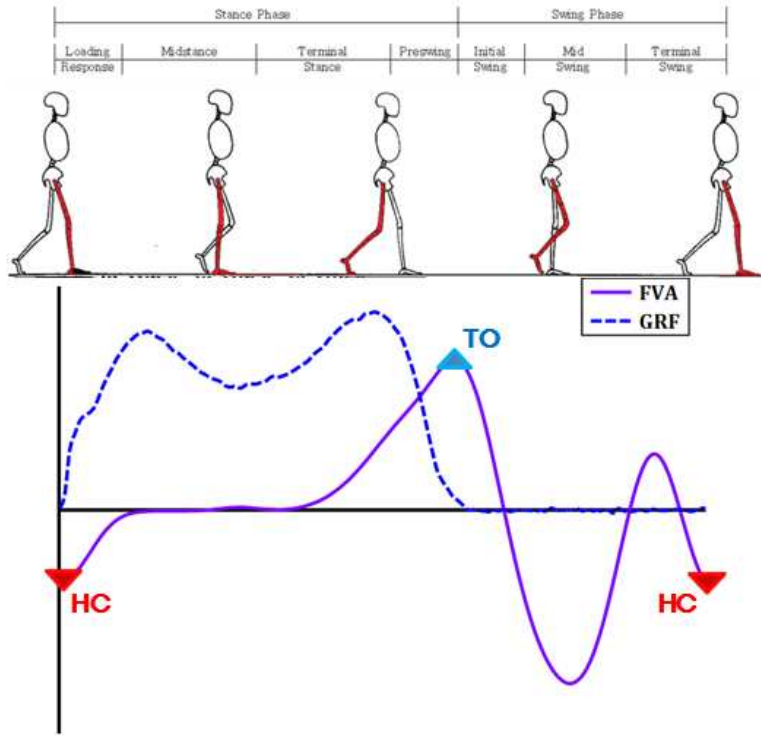 Stance Phase
Swing Phase
Loading
Response
Midstance
Terminal
Stance
Preswing
Initial
Swing
Mid
Swing
Terminal
Swing
FVA
GRF
TO
HC
HC